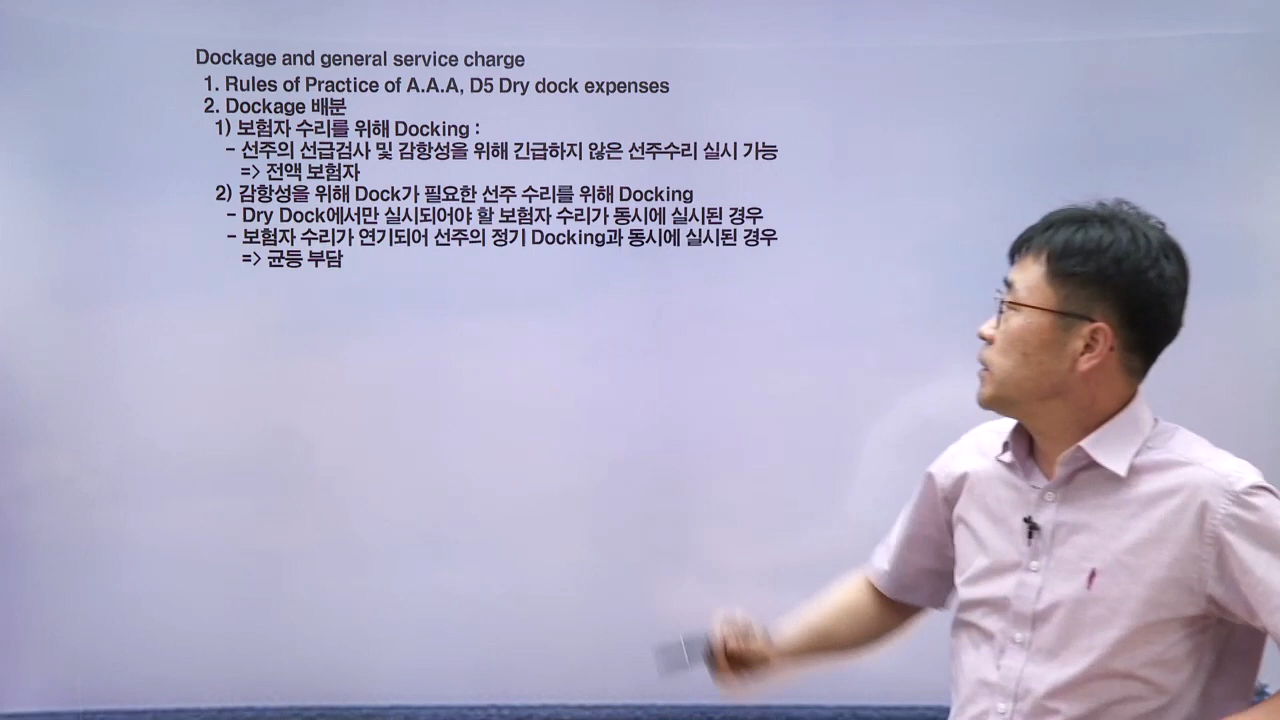 Dockage and general service charge
1. Rules of Practice of A.A.A, D5 Dry dock expenses
2. Dockage 배분
1) 보험자 수리를 위해 Docking :
- 선주의 선급검사 및 감항성을 위해 긴급하지 않은 선주수리 실시 가능
=> 전액 보험자
2) 감항성을 위해 Dock가 필요한 선주 수리를 위해 Docking
- Dry Dock에서만 실시되어야 할 보험자 수리가 동시에 실시된 경우
- 보험자 수리가 연기되어 선주의 정기 Docking과 동시에 실시된 경우
=> 균등 부담